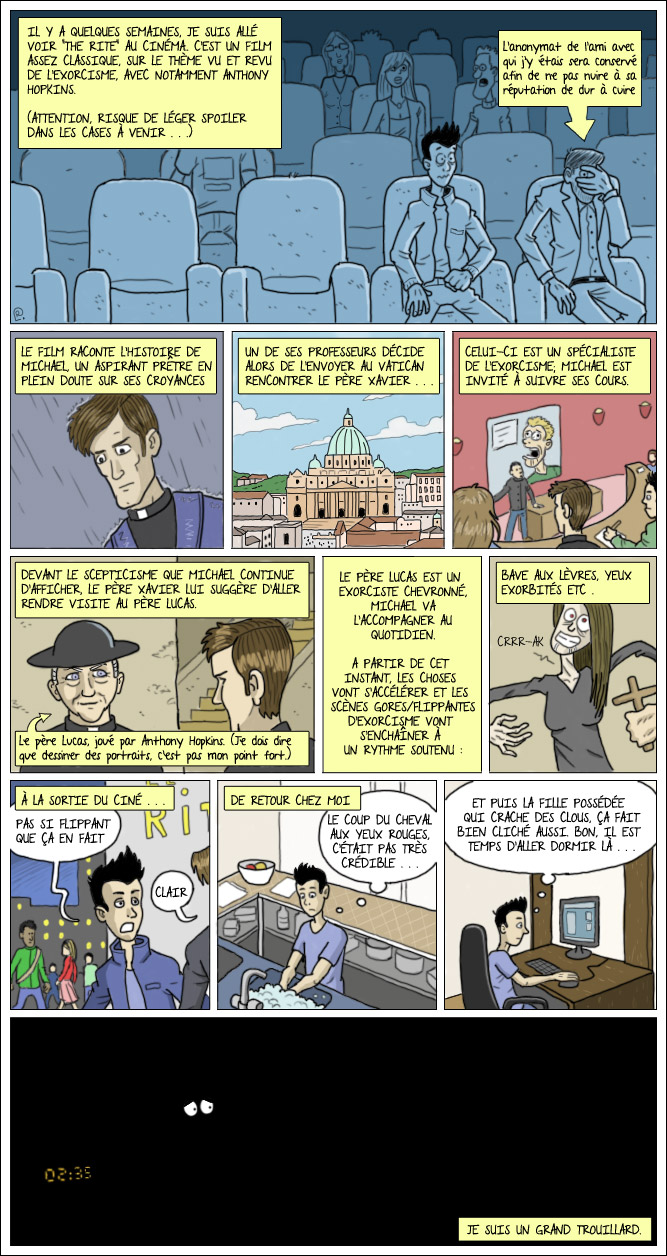 IL Y A QUELQUES SEMAINES, JE SUIS ALLÉ
VOIR "THE RITE" AU CINÉMA. C'EST UN FILM
ASSEZ CLASSIQUE, SUR LE THÈME VU ET REVU
DE L'EXORCISME, AVEC NOTAMMENT ANTHONY
HOPKINS.
(ATTENTION, RISQUE DE LÉGER SPOILER
DANS LES CASES À VENIR . . .)
L'anonymat de l'ami avec
qui j'y étais sera conservé
afin de ne pas nuire à sa
réputation de dur à cuire
LE FILM RACONTE L'HISTOIRE DE
MICHAEL, UN ASPIRANT PRÊTRE EN
PLEIN DOUTE SUR SES CROYANCES
UN DE SES PROFESSEURS DÉCIDE
ALORS DE L'ENVOYER AU VATICAN
RENCONTRER LE PÈRE XAVIER . . .
CELUI-CI EST UN SPÉCIALISTE
DE L'EXORCISME; MICHAEL EST
INVITÉ À SUIVRE SES COURS.
DEVANT LE SCEPTICISME QUE MICHAEL CONTINUE
D'AFFICHER, LE PÈRE XAVIER LUI SUGGÈRE D'ALLER
RENDRE VISITE AU PÈRE LUCAS.
Le père Lucas, joué par Anthony Hopkins. (Je dois dire
que dessiner des portraits, c'est pas mon point fort.)
LE PÈRE LUCAS EST UN
EXORCISTE CHEVRONNÉ,
MICHAEL VA
L'ACCOMPAGNER AU
QUOTIDIEN.
A PARTIR DE CET
INSTANT, LES CHOSES
VONT S'ACCÉLÉRER ET LES
SCÈNES GORES/FLIPPANTES
D'EXORCISME VONT
S'ENCHAÎNER À
UN RYTHME SOUTENU :
BAVE AUX LÈVRES, YEUX
EXORBITÉS ETC .
CRRR-AK
À LA SORTIE DU CINÉ . . .
RiT
PAS SI FLIPPANT
QUE ÇA EN FAIT
CLAIR
DE RETOUR CHEZ MOI
LE COUP DU CHEVAL
AUX YEUX ROUGES,
C'ÉTAIT PAS TRÈS
CRÉDIBLE . . .
ET PUIS LA FILLE POSSÉDÉE
QUI CRACHE DES CLOUS, ÇA FAIT
BIEN CLICHÉ AUSSI. BON, IL EST
TEMPS D'ALLER DORMIR LÀ . . .
02:35
JE SUIS UN GRAND TROUILLARD.